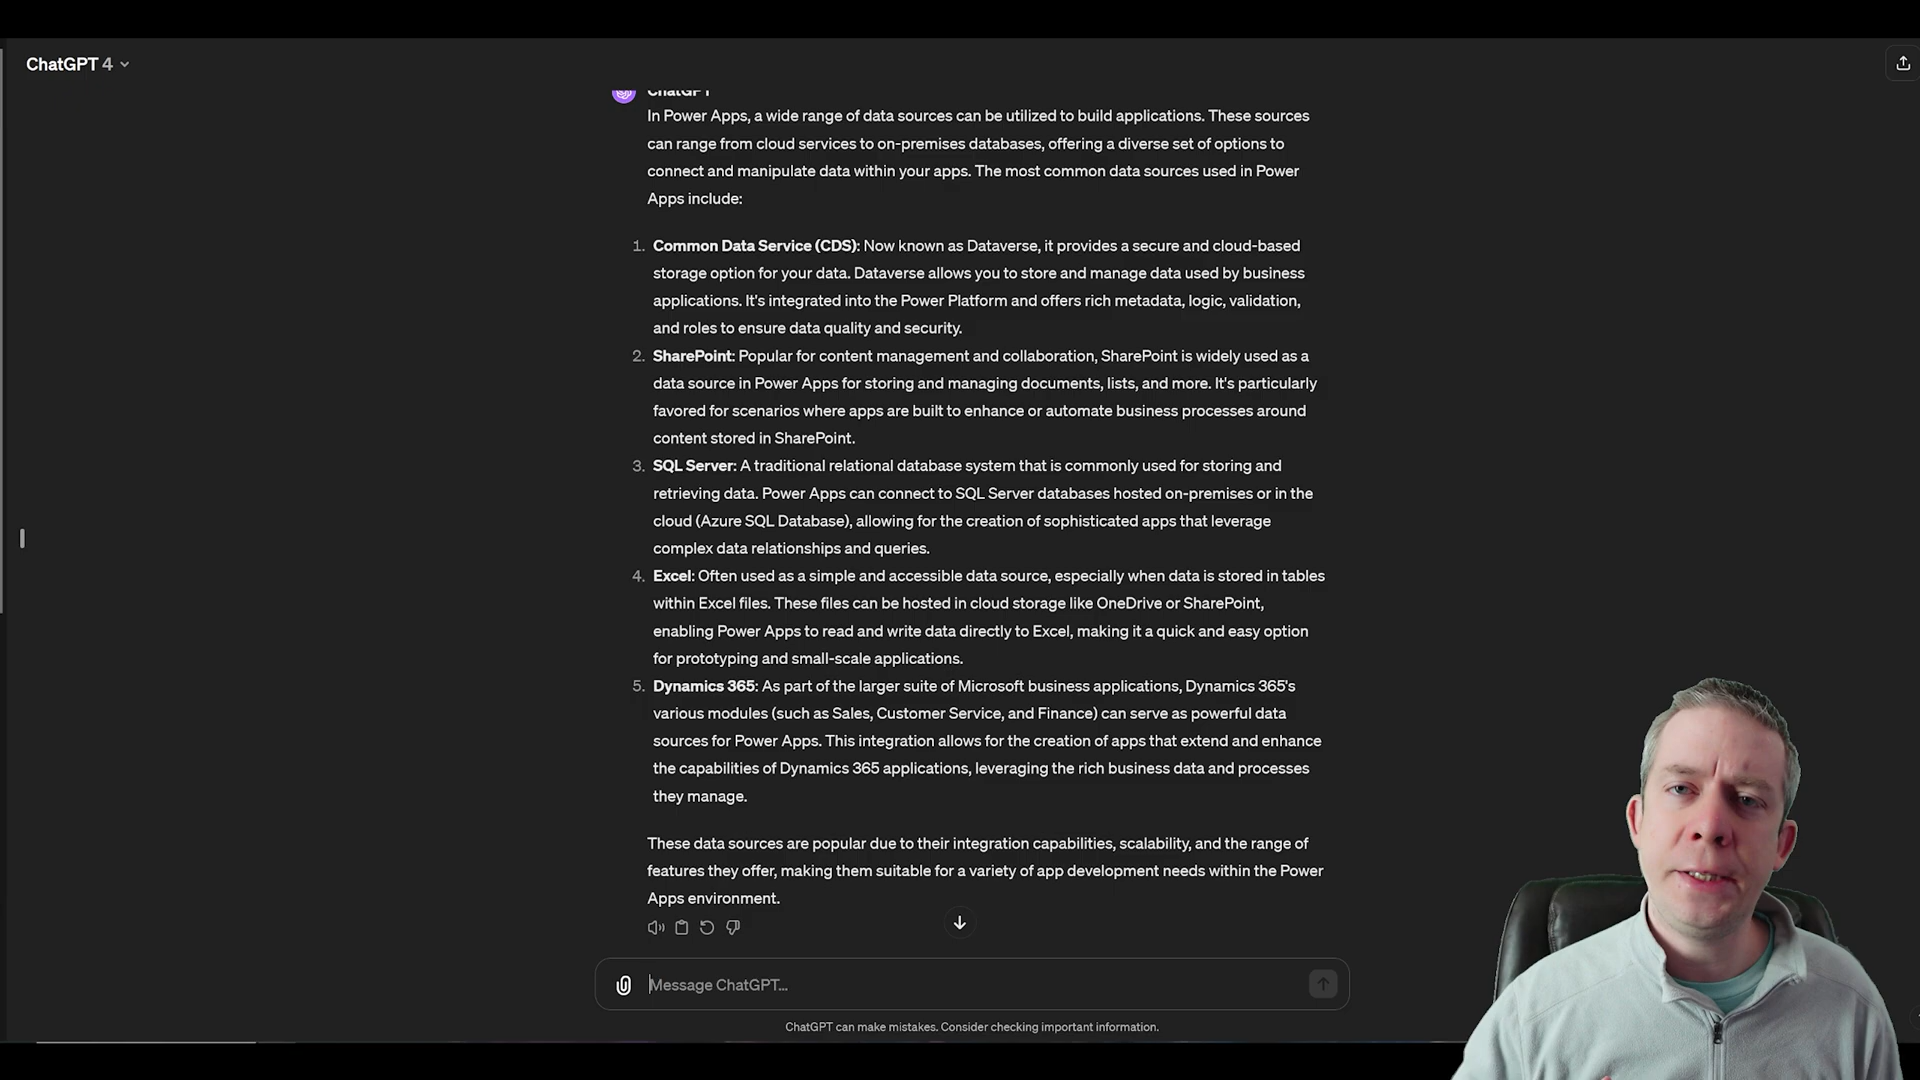 ChatGPT 4
ChatGPT
In Power Apps, a wide range of data sources can be utilized to build applications. These sources
can range from cloud services to on-premises databases, offering a diverse set of options to
connect and manipulate data within your apps. The most common data sources used in Power
Apps include:
1. Common Data Service (CDS): Now known as Dataverse, it provides a secure and cloud-based
storage option for your data. Dataverse allows you to store and manage data used by business
applications. It's integrated into the Power Platform and offers rich metadata, logic, validation,
and roles to ensure data quality and security.
2. SharePoint: Popular for content management and collaboration, SharePoint is widely used as a
data source in Power Apps for storing and managing documents, lists, and more. It's particularly
favored for scenarios where apps are built to enhance or automate business processes around
content stored in SharePoint.
3. SQL Server: A traditional relational database system that is commonly used for storing and
retrieving data. Power Apps can connect to SQL Server databases hosted on-premises or in the
cloud (Azure SQL Database), allowing for the creation of sophisticated apps that leverage
complex data relationships and queries.
4. Excel: Often used as a simple and accessible data source, especially when data is stored in tables
within Excel files. These files can be hosted in cloud storage like OneDrive or SharePoint,
enabling Power Apps to read and write data directly to Excel, making it a quick and easy option
for prototyping and small-scale applications.
5. Dynamics 365: As part of the larger suite of Microsoft business applications, Dynamics 365's
various modules (such as Sales, Customer Service, and Finance) can serve as powerful data
sources for Power Apps. This integration allows for the creation of apps that extend and enhance
the capabilities of Dynamics 365 applications, leveraging the rich business data and processes
they manage.
These data sources are popular due to their integration capabilities, scalability, and the range of
features they offer, making them suitable for a variety of app development needs within the Power
Apps environment.
Message ChatGPT...
ChatGPT can make mistakes. Consider checking important information.